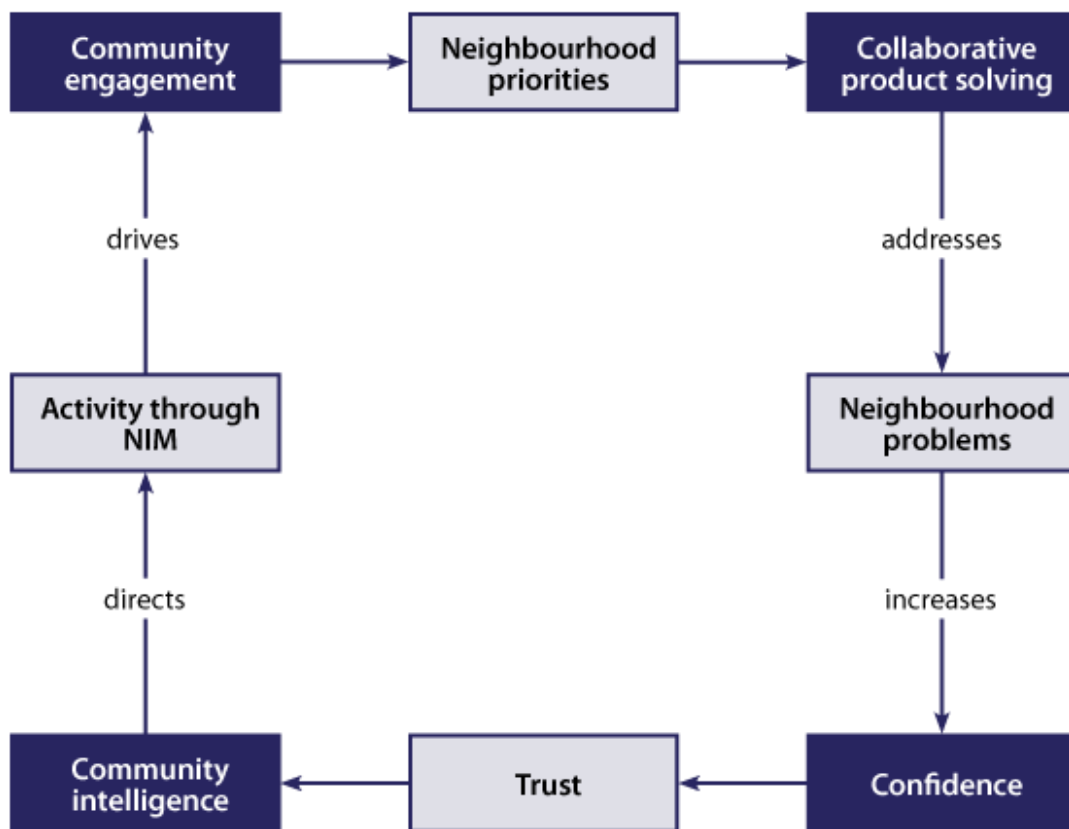 Community
engagement
Neighbourhood
priorities
Collaborative
product solving
drives
addresses
Activity through
NIM
Neighbourhood
problems
directs
increases
Community
intelligence
Trust
Confidence